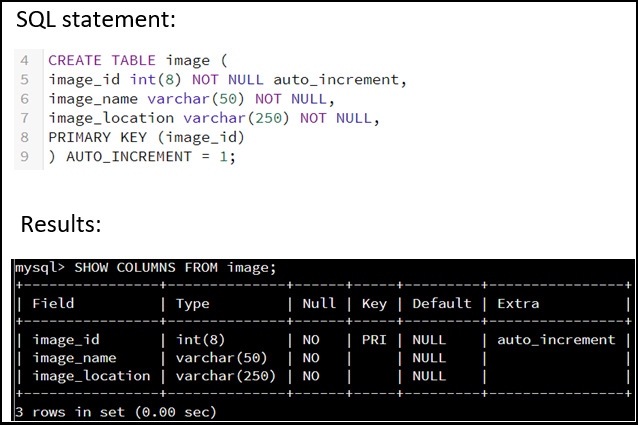 SQL statement:
4 CREATE TABLE image (
5 image_id int(8) NOT NULL auto_increment,
6 image_name varchar(50) NOT NULL,
7 image_location varchar(250) NOT NULL,
8 PRIMARY KEY (image_id)
9 ) AUTO_INCREMENT = 1;
Results:
mysql> SHOW COLUMNS FROM image;
+----------------+--------------+------+-----+---------+----------------+
| Field | Type | Null | Key | Default | Extra |
+----------------+--------------+------+-----+---------+----------------+
| image_id | int(8) | NO | PRI | NULL | auto_increment |
| image_name | varchar(50) | NO | | NULL | |
| image_location | varchar(250) | NO | | NULL | |
+----------------+--------------+------+-----+---------+----------------+
3 rows in set (0.00 sec)